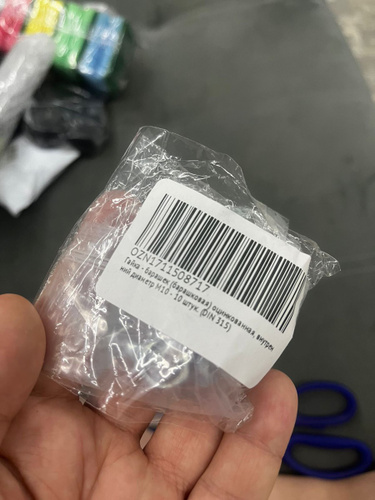 OZN1711508717
Гайка - барашек (барашковая) оцинкованная, внутрен
ний диаметр М10 - 10 штук. (DIN 315)